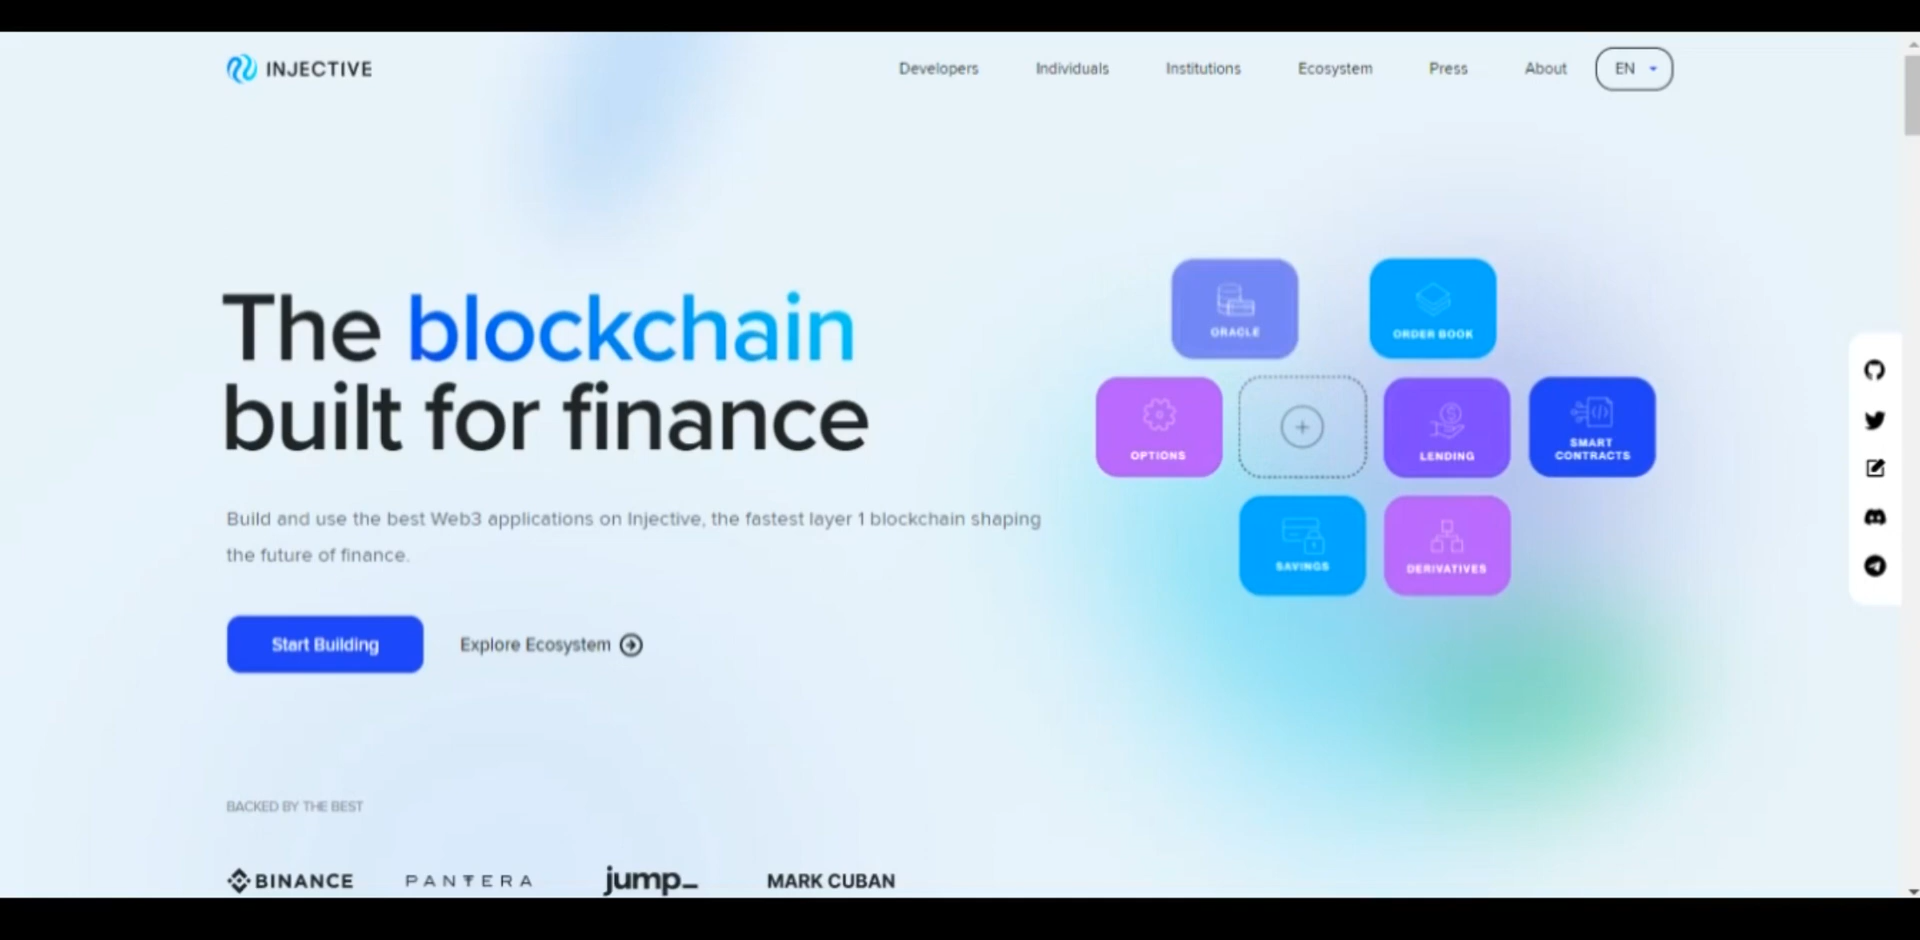 INJECTIVE
Developers
Individuals
Institutions
Ecosystem
Press
About
EN
The blockchain
built for finance
Build and use the best Web3 applications on Injective, the fastest layer 1 blockchain shaping
the future of finance.
Start Building
Explore Ecosystem
ORACLE
ORDER BOOK
OPTIONS
LENDING
SMART
CONTRACTS
SAVINGS
DERIVATIVES
BACKED BY THE BEST
BINANCE
PANTERA
jump_
MARK CUBAN